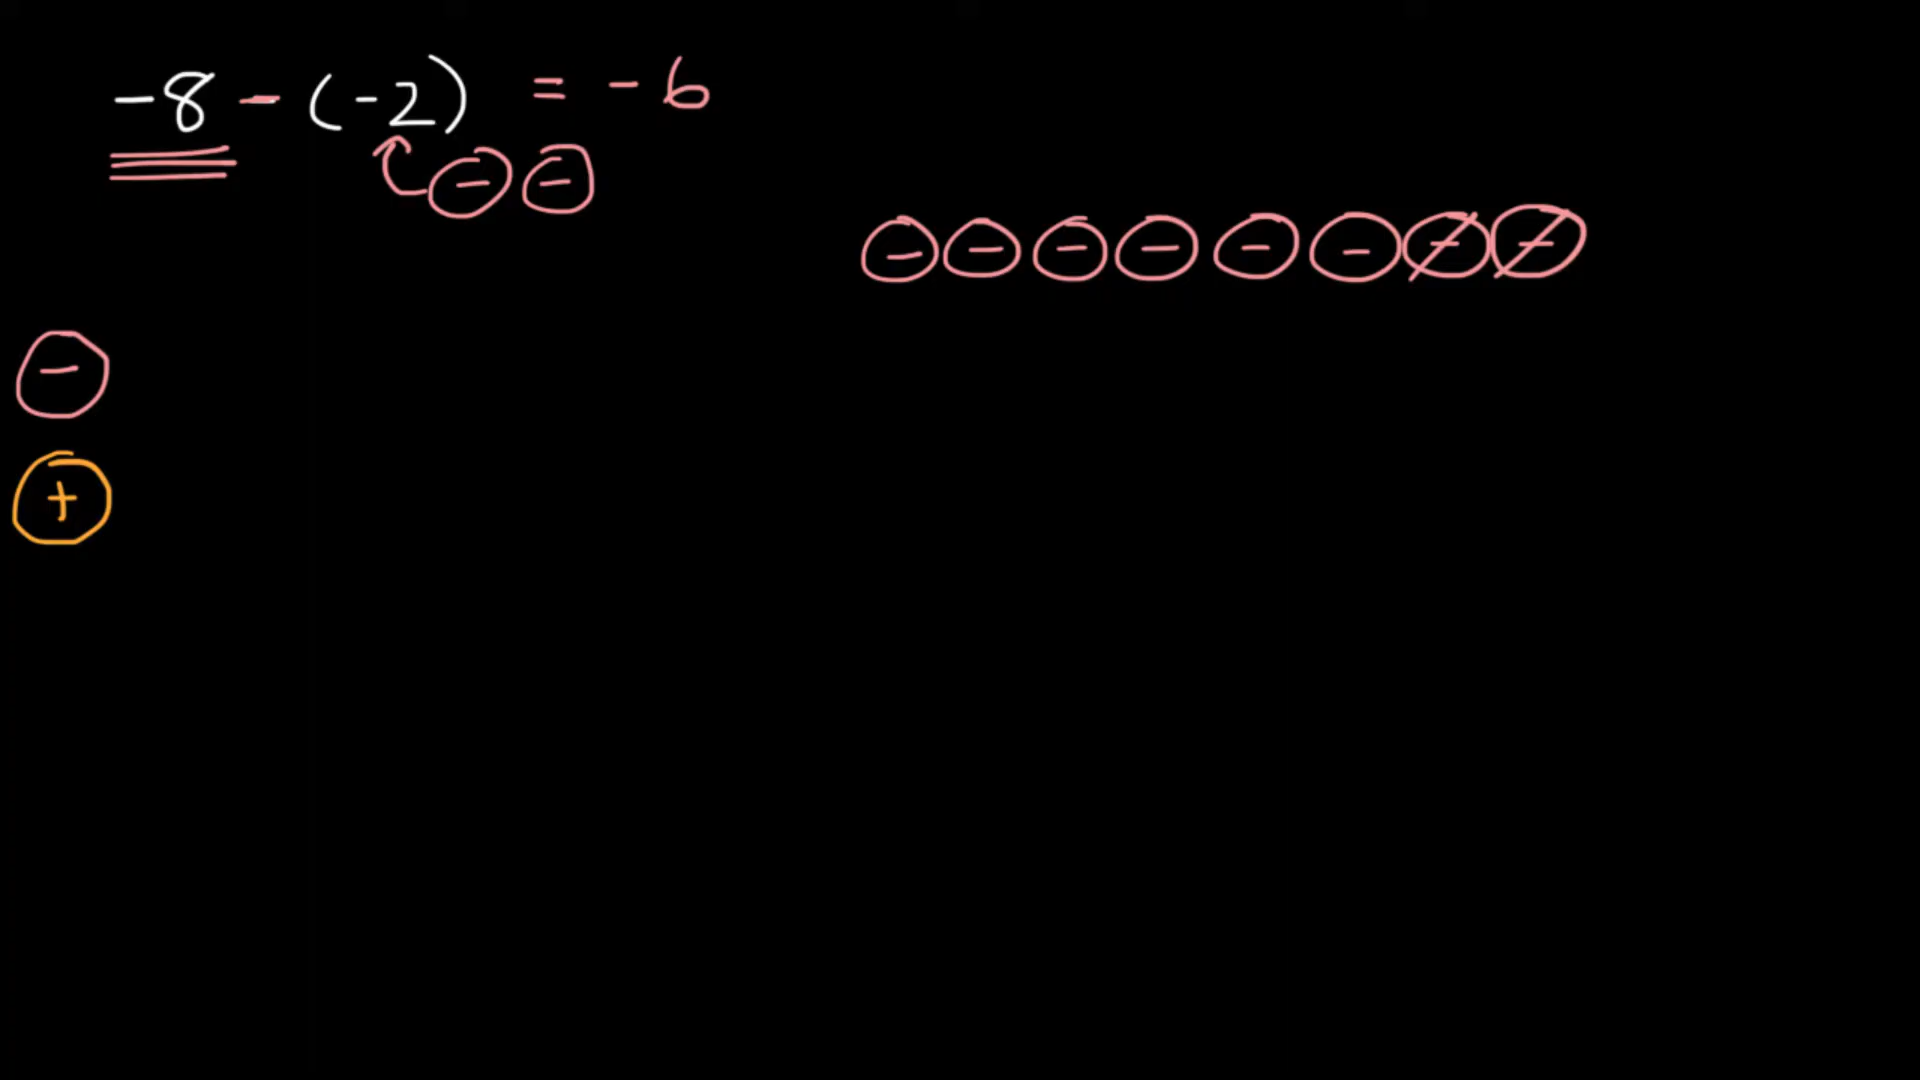 -8 - (-2) = -6
- -
- - - - - - - -
-
+